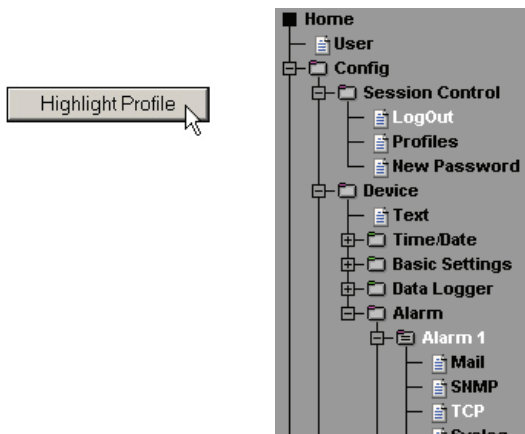 Highlight Profile
Home
User
Config
Session Control
LogOut
Profiles
New Password
Device
Text
Time/Date
Basic Settings
Data Logger
Alarm
Alarm 1
Mail
SNMP
TCP
Syslog